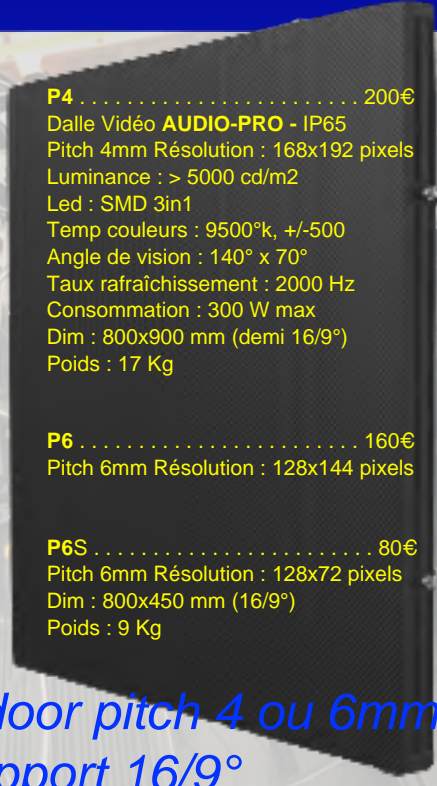 P4 . . . . . . . . . . . . . . . . . . . . . . . . 200€
Dalle Vidéo AUDIO-PRO - IP65
Pitch 4mm Résolution : 168x192 pixels
Luminance : > 5000 cd/m2
Led : SMD 3in1
Temp couleurs : 9500°k, +/-500
Angle de vision : 140° x 70°
Taux rafraîchissement : 2000 Hz
Consommation : 300 W max
Dim : 800x900 mm (demi 16/9°)
Poids : 17 Kg
P6 . . . . . . . . . . . . . . . . . . . . . . . . 160€
Pitch 6mm Résolution : 128x144 pixels
P6S . . . . . . . . . . . . . . . . . . . . . . . . 80€
Pitch 6mm Résolution : 128x72 pixels
Dim : 800x450 mm (16/9°)
Poids : 9 Kg
door pitch 4 ou 6mm
pport 16/9°